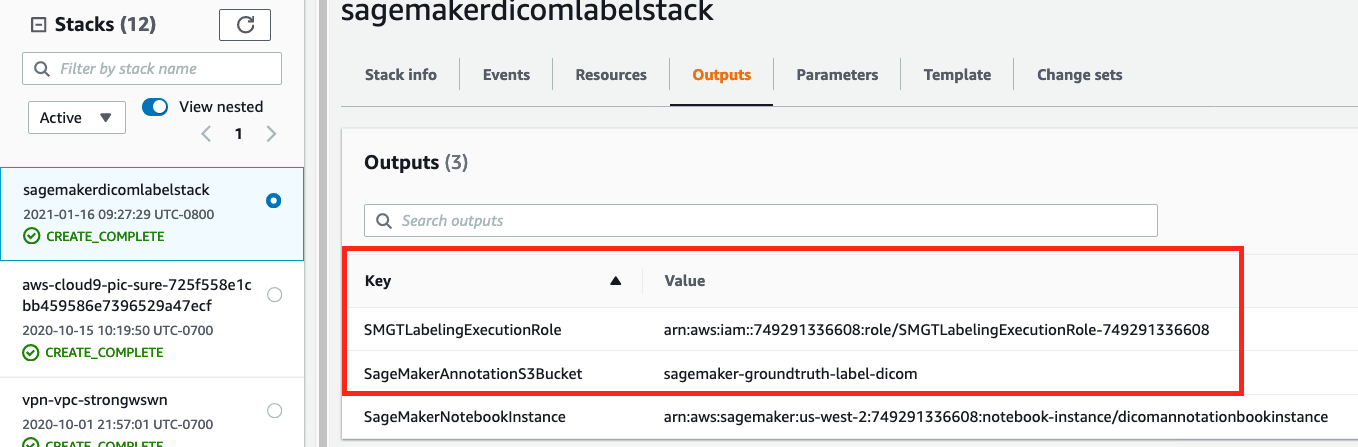 Stacks (12)
Filter by stack name
Active
View nested
1
sagemakerdicomlabelstack
2021-01-16 09:27:29 UTC-0800
CREATE_COMPLETE
aws-cloud9-pic-sure-725f558e1c
bb459586e7396529a47ecf
2020-10-15 10:19:50 UTC-0700
CREATE_COMPLETE
vpn-vpc-strongwswn
2020-10-01 21:57:01 UTC-0700
CREATE_COMPLETE
sagemakerdicomlabelstack
Stack info Events Resources Outputs Parameters Template Change sets
Outputs (3)
Search outputs
Key Value
SMGTLabelingExecutionRole arn:aws:iam::749291336608:role/SMGTLabelingExecutionRole-749291336608
SageMakerAnnotationS3Bucket sagemaker-groundtruth-label-dicom
SageMakerNotebookInstance arn:aws:sagemaker:us-west-2:749291336608:notebook-instance/dicomannotationbookinstance